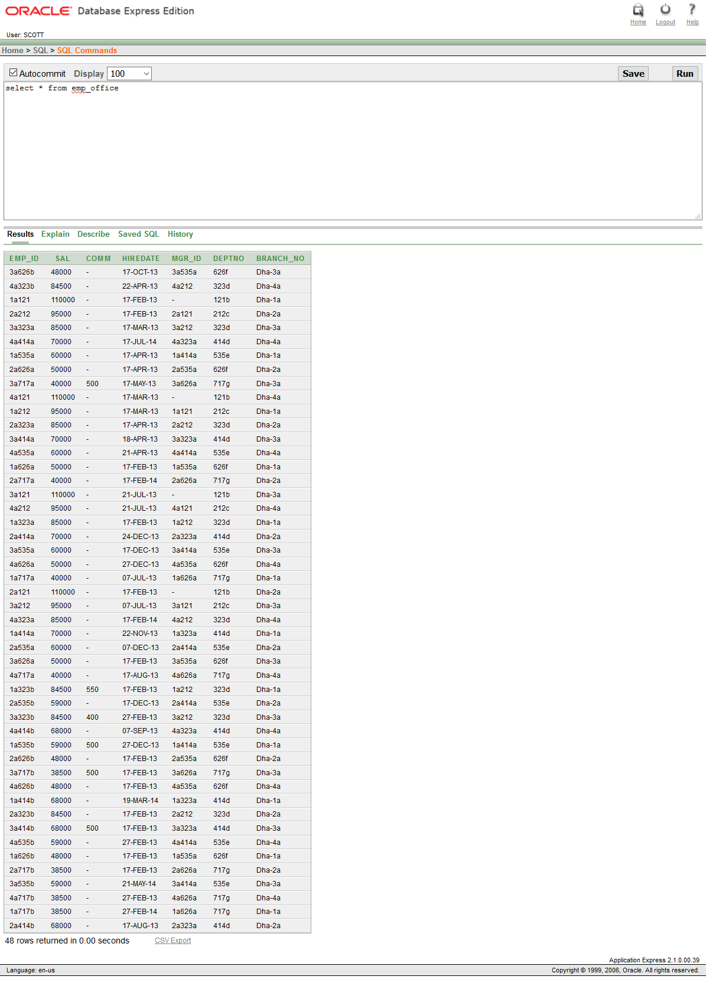 ORACLE Database Express Edition
Home Logout Help
User: SCOTT
Home > SQL > SQL Commands
Autocommit Display 100 Save Run
select * from emp_office
Results Explain Describe Saved SQL History
EMP_ID SAL COMM HIREDATE MGR_ID DEPTNO BRANCH_NO
3a626b 48000 - 17-OCT-13 3a535a 626f Dha-3a
4a323b 84500 - 22-APR-13 4a212 323d Dha-4a
1a121 110000 - 17-FEB-13 - 121b Dha-1a
2a212 95000 - 17-FEB-13 2a121 212c Dha-2a
3a323a 85000 - 17-MAR-13 3a212 323d Dha-3a
4a414a 70000 - 17-JUL-14 4a323a 414d Dha-4a
1a535a 60000 - 17-APR-13 1a414a 535e Dha-1a
2a626a 50000 - 17-APR-13 2a535a 626f Dha-2a
3a717a 40000 500 17-MAY-13 3a626a 717g Dha-3a
4a121 110000 - 17-MAR-13 - 121b Dha-4a
1a212 95000 - 17-MAR-13 1a121 212c Dha-1a
2a323a 85000 - 17-APR-13 2a212 323d Dha-2a
3a414a 70000 - 18-APR-13 3a323a 414d Dha-3a
4a535a 60000 - 21-APR-13 4a414a 535e Dha-4a
1a626a 50000 - 17-FEB-13 1a535a 626f Dha-1a
2a717a 40000 - 17-FEB-14 2a626a 717g Dha-2a
3a121 110000 - 21-JUL-13 - 121b Dha-3a
4a212 95000 - 21-JUL-13 4a121 212c Dha-4a
1a323a 85000 - 17-FEB-13 1a212 323d Dha-1a
2a414a 70000 - 24-DEC-13 2a323a 414d Dha-2a
3a535a 60000 - 17-DEC-13 3a414a 535e Dha-3a
4a626a 50000 - 27-DEC-13 4a535a 626f Dha-4a
1a717a 40000 - 07-JUL-13 1a626a 717g Dha-1a
2a121 110000 - 17-FEB-13 - 121b Dha-2a
3a212 95000 - 07-JUL-13 3a121 212c Dha-3a
4a323a 85000 - 17-FEB-14 4a212 323d Dha-4a
1a414a 70000 - 22-NOV-13 1a323a 414d Dha-1a
2a535a 60000 - 07-DEC-13 2a414a 535e Dha-2a
3a626a 50000 - 17-FEB-13 3a535a 626f Dha-3a
4a717a 40000 - 17-AUG-13 4a626a 717g Dha-4a
1a323b 84500 550 17-FEB-13 1a212 323d Dha-1a
2a535b 59000 - 17-DEC-13 2a414a 535e Dha-2a
3a323b 84500 400 27-FEB-13 3a212 323d Dha-3a
4a414b 68000 - 07-SEP-13 4a323a 414d Dha-4a
1a535b 59000 500 27-DEC-13 1a414a 535e Dha-1a
2a626b 48000 - 17-FEB-13 2a535a 626f Dha-2a
3a717b 38500 500 17-FEB-13 3a626a 717g Dha-3a
4a626b 48000 - 17-FEB-13 4a535a 626f Dha-4a
1a414b 68000 - 19-MAR-14 1a323a 414d Dha-1a
2a323b 84500 - 17-FEB-13 2a212 323d Dha-2a
3a414b 68000 500 17-FEB-13 3a323a 414d Dha-3a
4a535b 59000 - 27-FEB-13 4a414a 535e Dha-4a
1a626b 48000 - 17-FEB-13 1a535a 626f Dha-1a
2a717b 38500 - 17-FEB-13 2a626a 717g Dha-2a
3a535b 59000 - 21-MAY-14 3a414a 535e Dha-3a
4a717b 38500 - 27-FEB-13 4a626a 717g Dha-4a
1a717b 38500 - 27-FEB-14 1a626a 717g Dha-1a
2a414b 68000 - 17-AUG-13 2a323a 414d Dha-2a
48 rows returned in 0.00 seconds CSV Export
Application Express 2.1.0.00.39
Language: en-us Copyright © 1999, 2006, Oracle. All rights reserved.